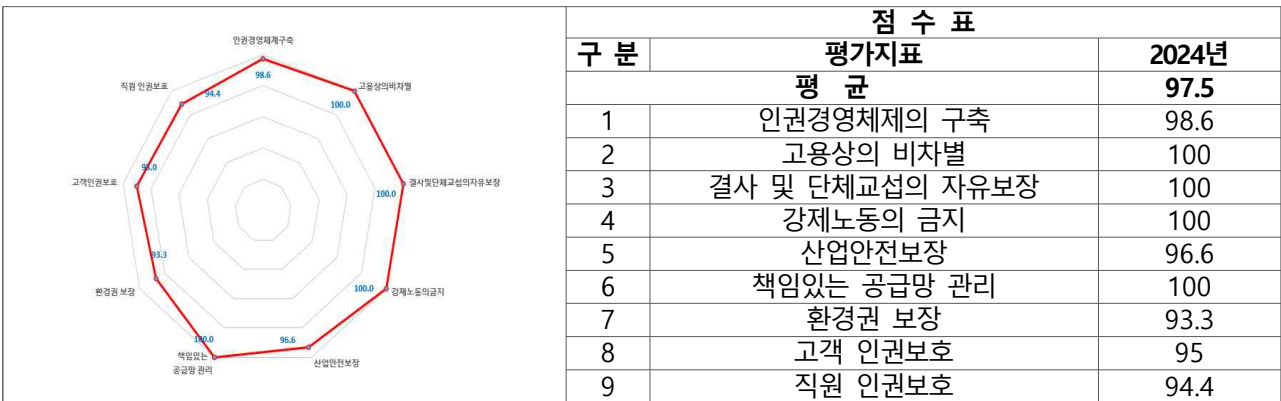 인권경영체계구축
98.6
직원 인권보호
94.4
고용상의비차별
100.0
고객인권보호
95.0
결사및단체교섭의자유보장
100.0
환경권 보장
93.3
강제노동의금지
100.0
책임있는
공급망 관리
100.0
산업안전보장
96.6
점 수 표
구 분 평가지표 2024년
평 균 97.5
1 인권경영체제의 구축 98.6
2 고용상의 비차별 100
3 결사 및 단체교섭의 자유보장 100
4 강제노동의 금지 100
5 산업안전보장 96.6
6 책임있는 공급망 관리 100
7 환경권 보장 93.3
8 고객 인권보호 95
9 직원 인권보호 94.4